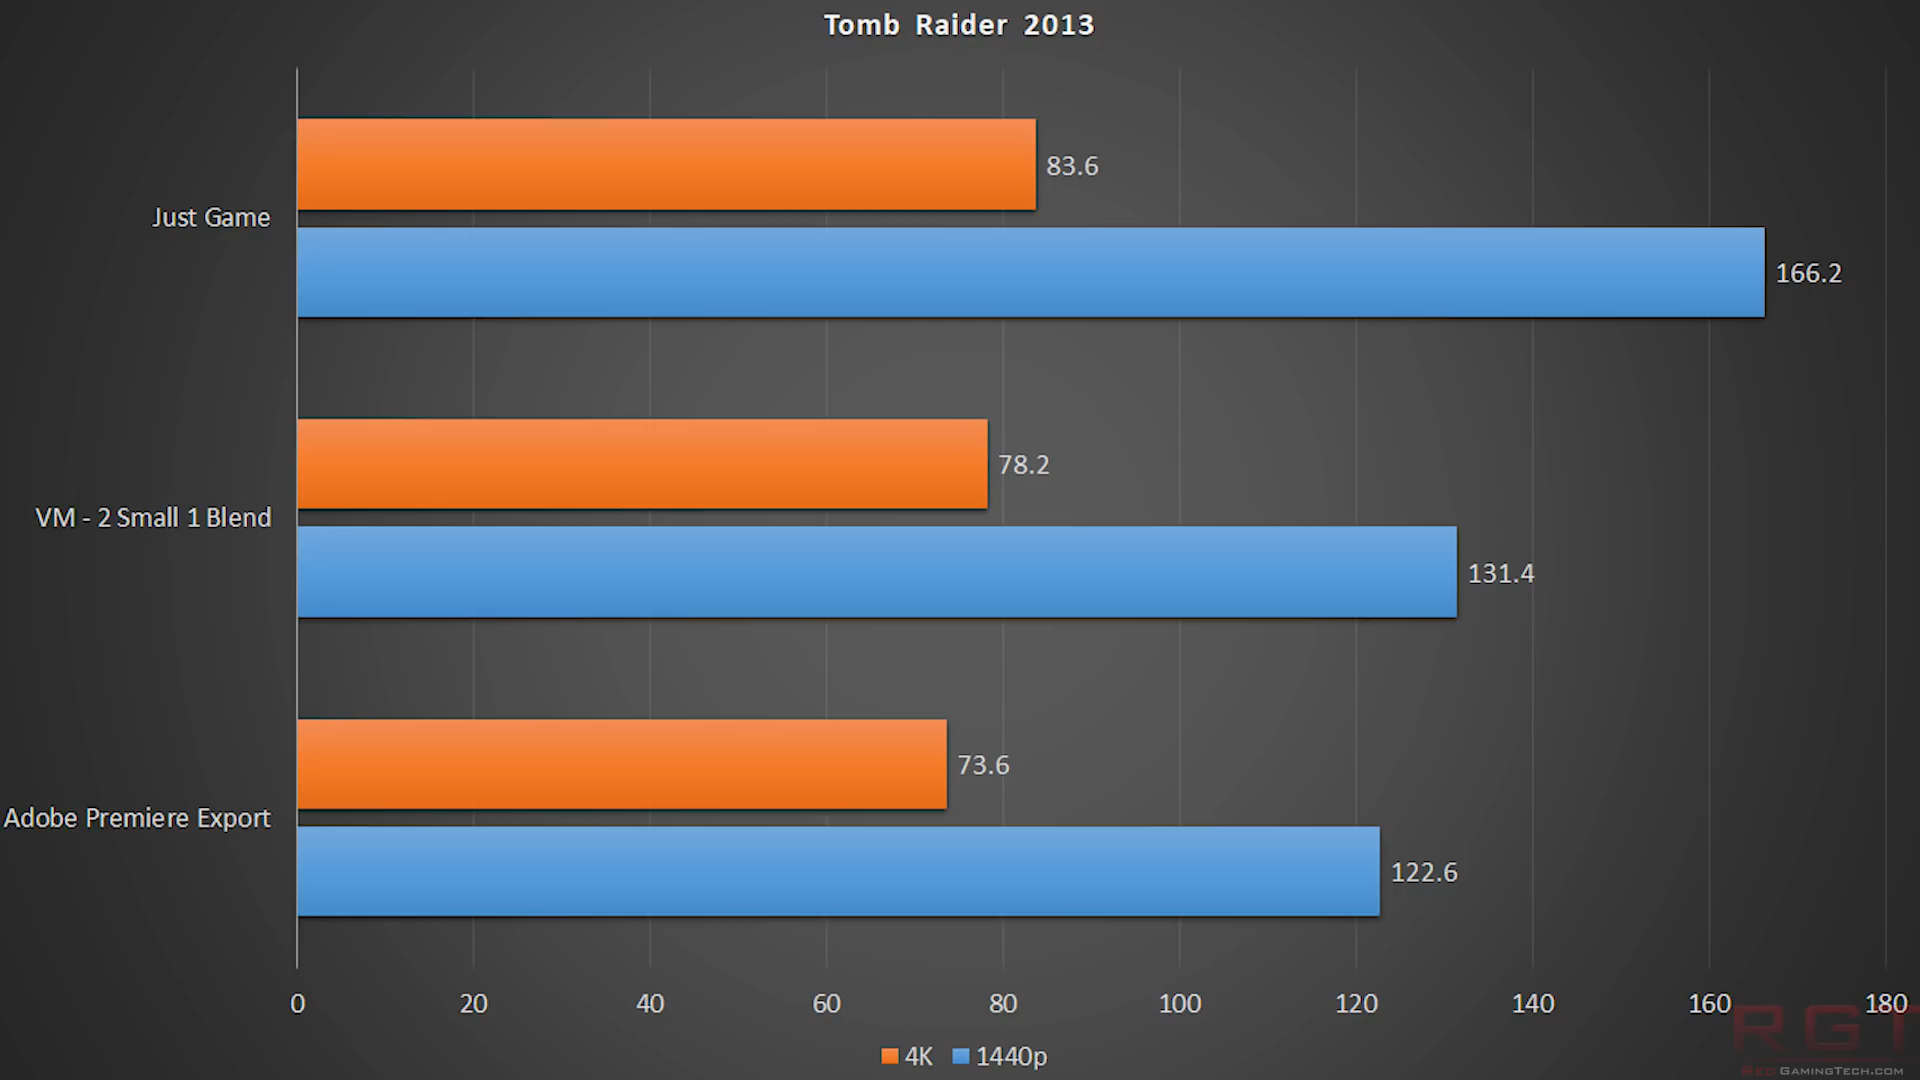 Tomb Raider 2013
Just Game
83.6
166.2
VM - 2 Small 1 Blend
78.2
131.4
Adobe Premiere Export
73.6
122.6
0 20 40 60 80 100 120 140 160 180
4K 1440p
RGT
RedGamingTech.com